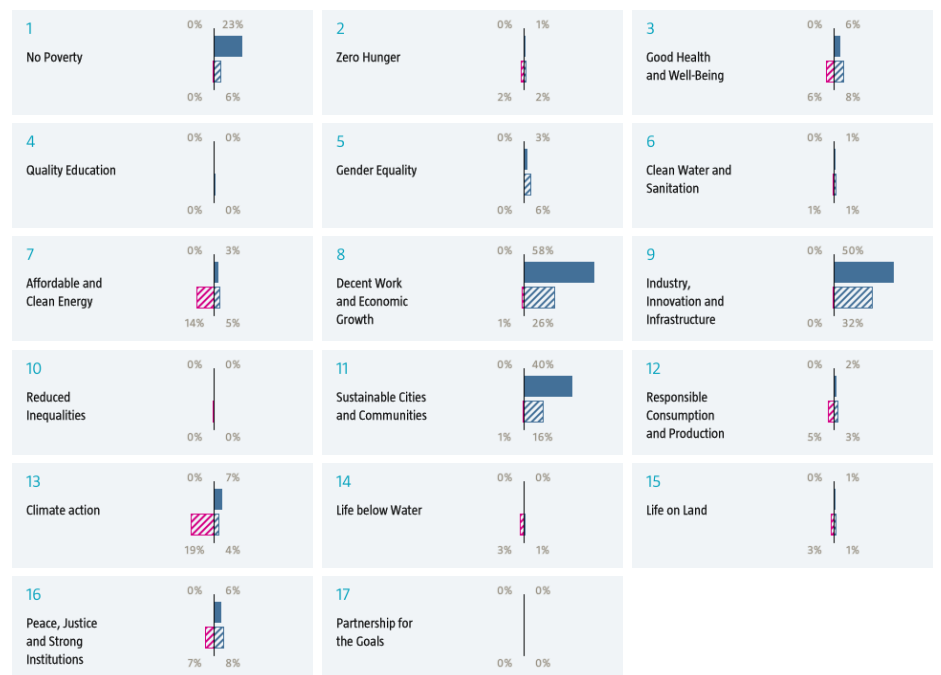 1
0% 23%
No Poverty
0% 6%
2
0% 1%
Zero Hunger
2% 2%
3
0% 6%
Good Health
and Well-Being
6% 8%
4
0% 0%
Quality Education
0% 0%
5
0% 3%
Gender Equality
0% 6%
6
0% 1%
Clean Water and
Sanitation
1% 1%
7
0% 3%
Affordable and
Clean Energy
14% 5%
8
0% 58%
Decent Work
and Economic
Growth
1% 26%
9
0% 50%
Industry,
Innovation and
Infrastructure
0% 32%
10
0% 0%
Reduced
Inequalities
0% 0%
11
0% 40%
Sustainable Cities
and Communities
1% 16%
12
0% 2%
Responsible
Consumption
and Production
5% 3%
13
0% 7%
Climate action
19% 4%
14
0% 0%
Life below Water
3% 1%
15
0% 1%
Life on Land
3% 1%
16
0% 6%
Peace, Justice
and Strong
Institutions
7% 8%
17
0% 0%
Partnership for
the Goals
0% 0%